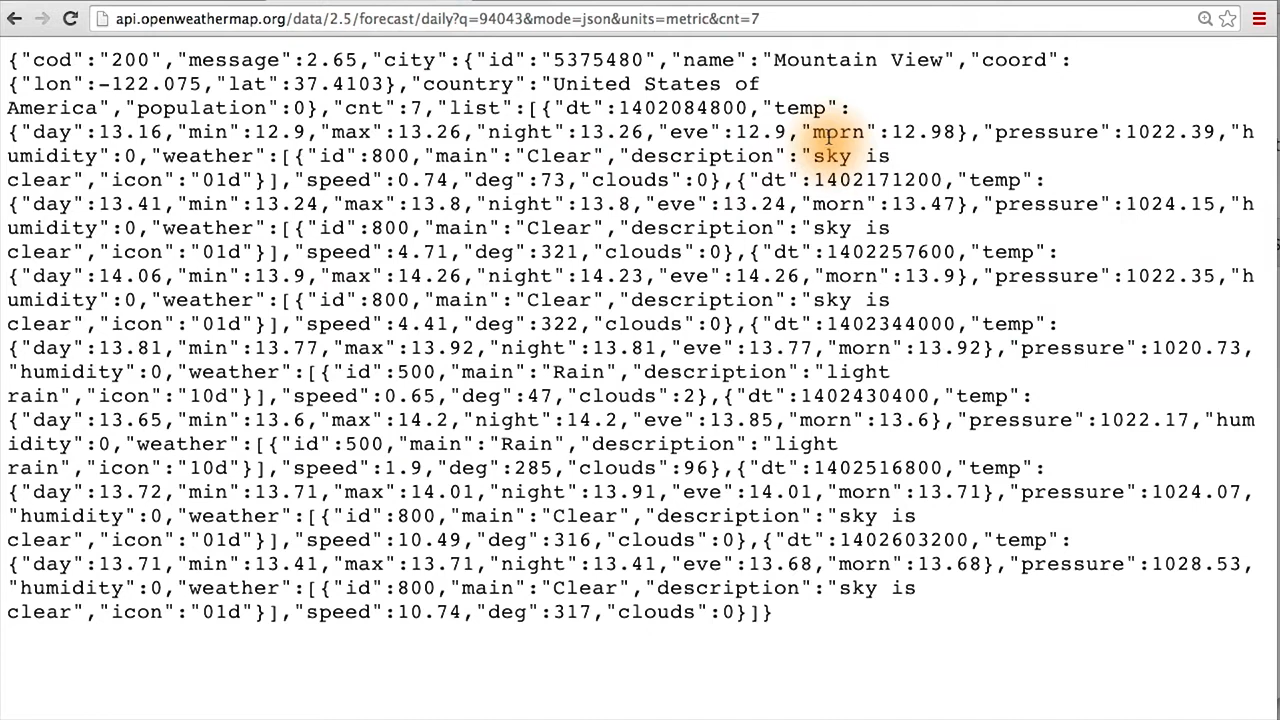 api.openweathermap.org/data/2.5/forecast/daily?q=94043&mode=json&units=metric&cnt=7
{"cod":"200","message":2.65,"city":{"id":"5375480","name":"Mountain View","coord":
{"lon":-122.075,"lat":37.4103},"country":"United States of
America","population":0},"cnt":7,"list":[{"dt":1402084800,"temp":
{"day":13.16,"min":12.9,"max":13.26,"night":13.26,"eve":12.9,"morn":12.98},"pressure":1022.39,"h
umidity":0,"weather":[{"id":800,"main":"Clear","description":"sky is
clear","icon":"01d"}],"speed":0.74,"deg":73,"clouds":0},{"dt":1402171200,"temp":
{"day":13.41,"min":13.24,"max":13.8,"night":13.8,"eve":13.24,"morn":13.47},"pressure":1024.15,"h
umidity":0,"weather":[{"id":800,"main":"Clear","description":"sky is
clear","icon":"01d"}],"speed":4.71,"deg":321,"clouds":0},{"dt":1402257600,"temp":
{"day":14.06,"min":13.9,"max":14.26,"night":14.23,"eve":14.26,"morn":13.9},"pressure":1022.35,"h
umidity":0,"weather":[{"id":800,"main":"Clear","description":"sky is
clear","icon":"01d"}],"speed":4.41,"deg":322,"clouds":0},{"dt":1402344000,"temp":
{"day":13.81,"min":13.77,"max":13.92,"night":13.81,"eve":13.77,"morn":13.92},"pressure":1020.73,
"humidity":0,"weather":[{"id":500,"main":"Rain","description":"light
rain","icon":"10d"}],"speed":0.65,"deg":47,"clouds":2},{"dt":1402430400,"temp":
{"day":13.65,"min":13.6,"max":14.2,"night":14.2,"eve":13.85,"morn":13.6},"pressure":1022.17,"hum
idity":0,"weather":[{"id":500,"main":"Rain","description":"light
rain","icon":"10d"}],"speed":1.9,"deg":285,"clouds":96},{"dt":1402516800,"temp":
{"day":13.72,"min":13.71,"max":14.01,"night":13.91,"eve":14.01,"morn":13.71},"pressure":1024.07,
"humidity":0,"weather":[{"id":800,"main":"Clear","description":"sky is
clear","icon":"01d"}],"speed":10.49,"deg":316,"clouds":0},{"dt":1402603200,"temp":
{"day":13.71,"min":13.41,"max":13.71,"night":13.41,"eve":13.68,"morn":13.68},"pressure":1028.53,
"humidity":0,"weather":[{"id":800,"main":"Clear","description":"sky is
clear","icon":"01d"}],"speed":10.74,"deg":317,"clouds":0}]}